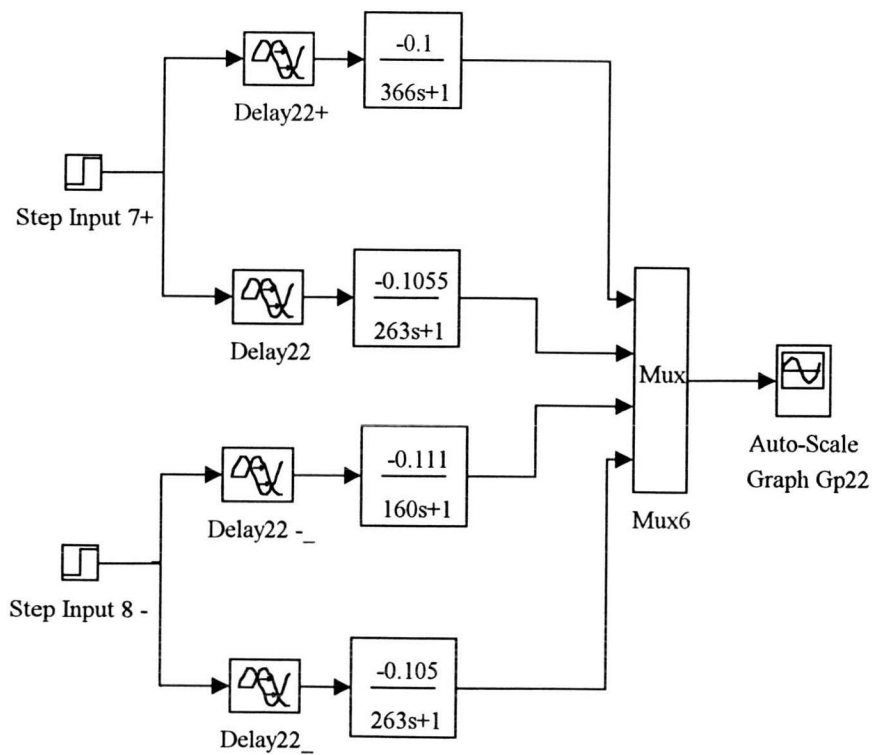 -0.1
366s+1
Delay22+
Step Input 7+
-0.1055
263s+1
Delay22
Mux
Auto-Scale
Graph Gp22
-0.111
160s+1
Delay22 -_
Mux6
Step Input 8 -
-0.105
263s+1
Delay22_